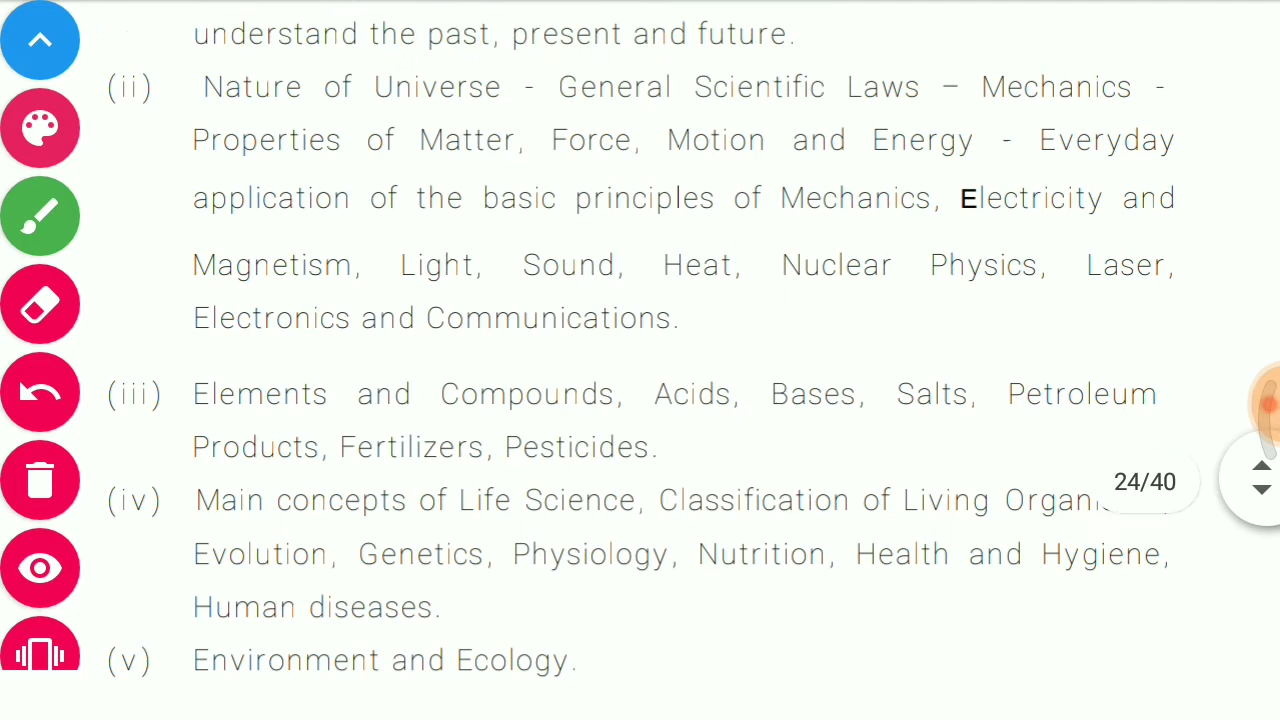 understand the past, present and future.
(ii) Nature of Universe - General Scientific Laws – Mechanics -
Properties of Matter, Force, Motion and Energy - Everyday
application of the basic principles of Mechanics, Electricity and
Magnetism, Light, Sound, Heat, Nuclear Physics, Laser,
Electronics and Communications.
(iii) Elements and Compounds, Acids, Bases, Salts, Petroleum
Products, Fertilizers, Pesticides.
24/40
(iv) Main concepts of Life Science, Classification of Living
Evolution, Genetics, Physiology, Nutrition, Health and Hygiene,
Human diseases.
(v) Environment and Ecology.